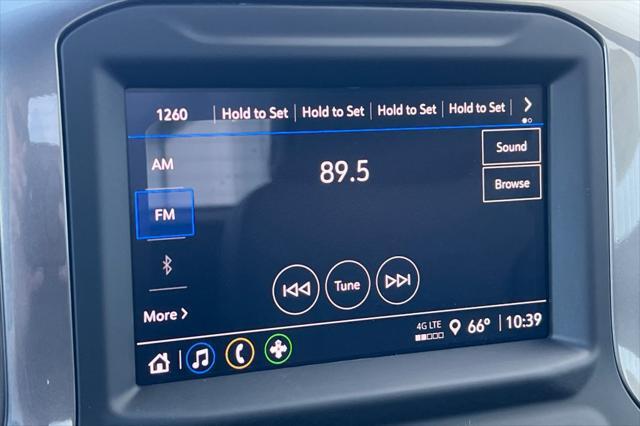 1260 Hold to Set Hold to Set Hold to Set Hold to Set
AM
89.5
Sound
FM
Browse
Tune
More
4G LTE
66° 10:39